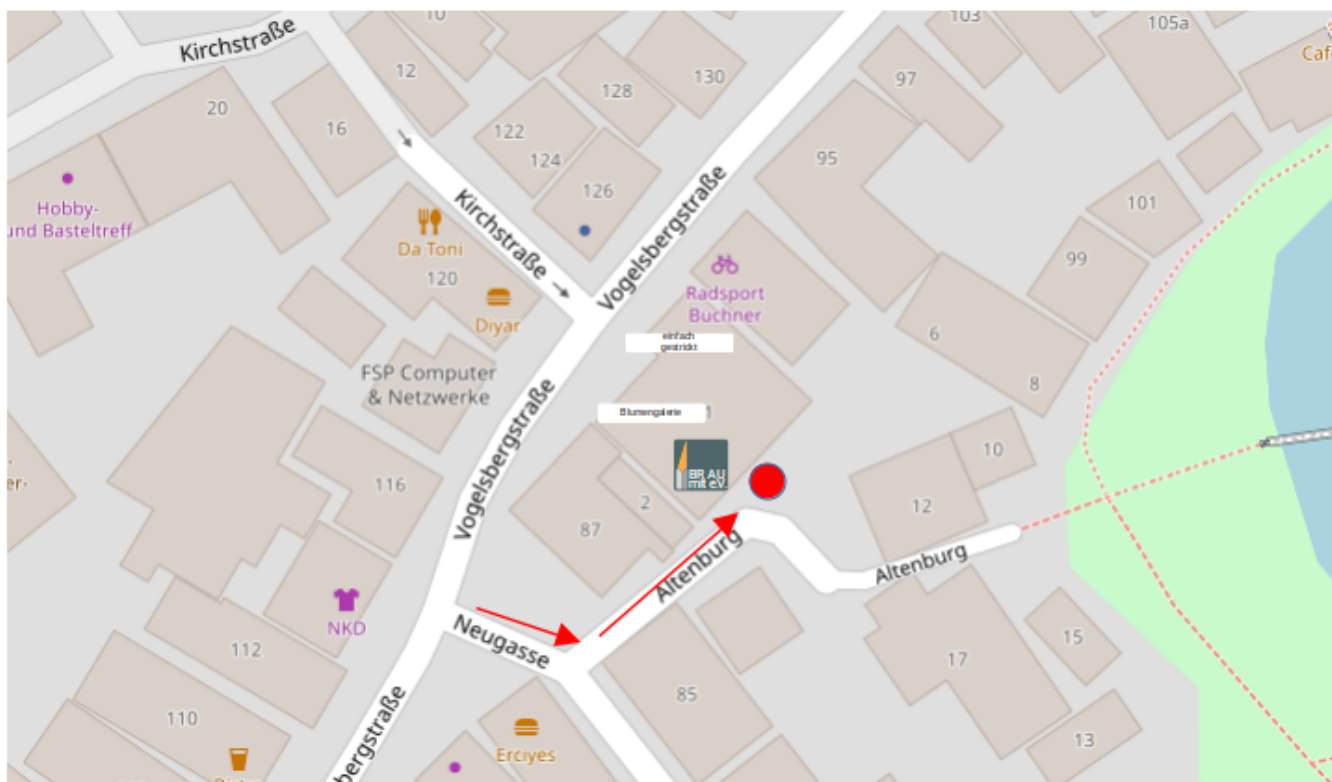 10
103
105a
Kirchstraße
12
130
97
Cafe
128
20
16
122
124
95
126
Hobby-
und Basteltreff
Kirchstraße
Vogelsbergstraße
101
Da Toni
120
99
Radsport
Büchner
Diyar
einfach
gestrickt
6
FSP Computer
& Netzwerke
8
Vogelsbergstraße
Blumengalerie
1
10
er-
BRAU
mit e.V.
116
2
12
87
Altenburg
Altenburg
NKD
Neugasse
112
15
17
85
110
bergstraße
13
Erciyes